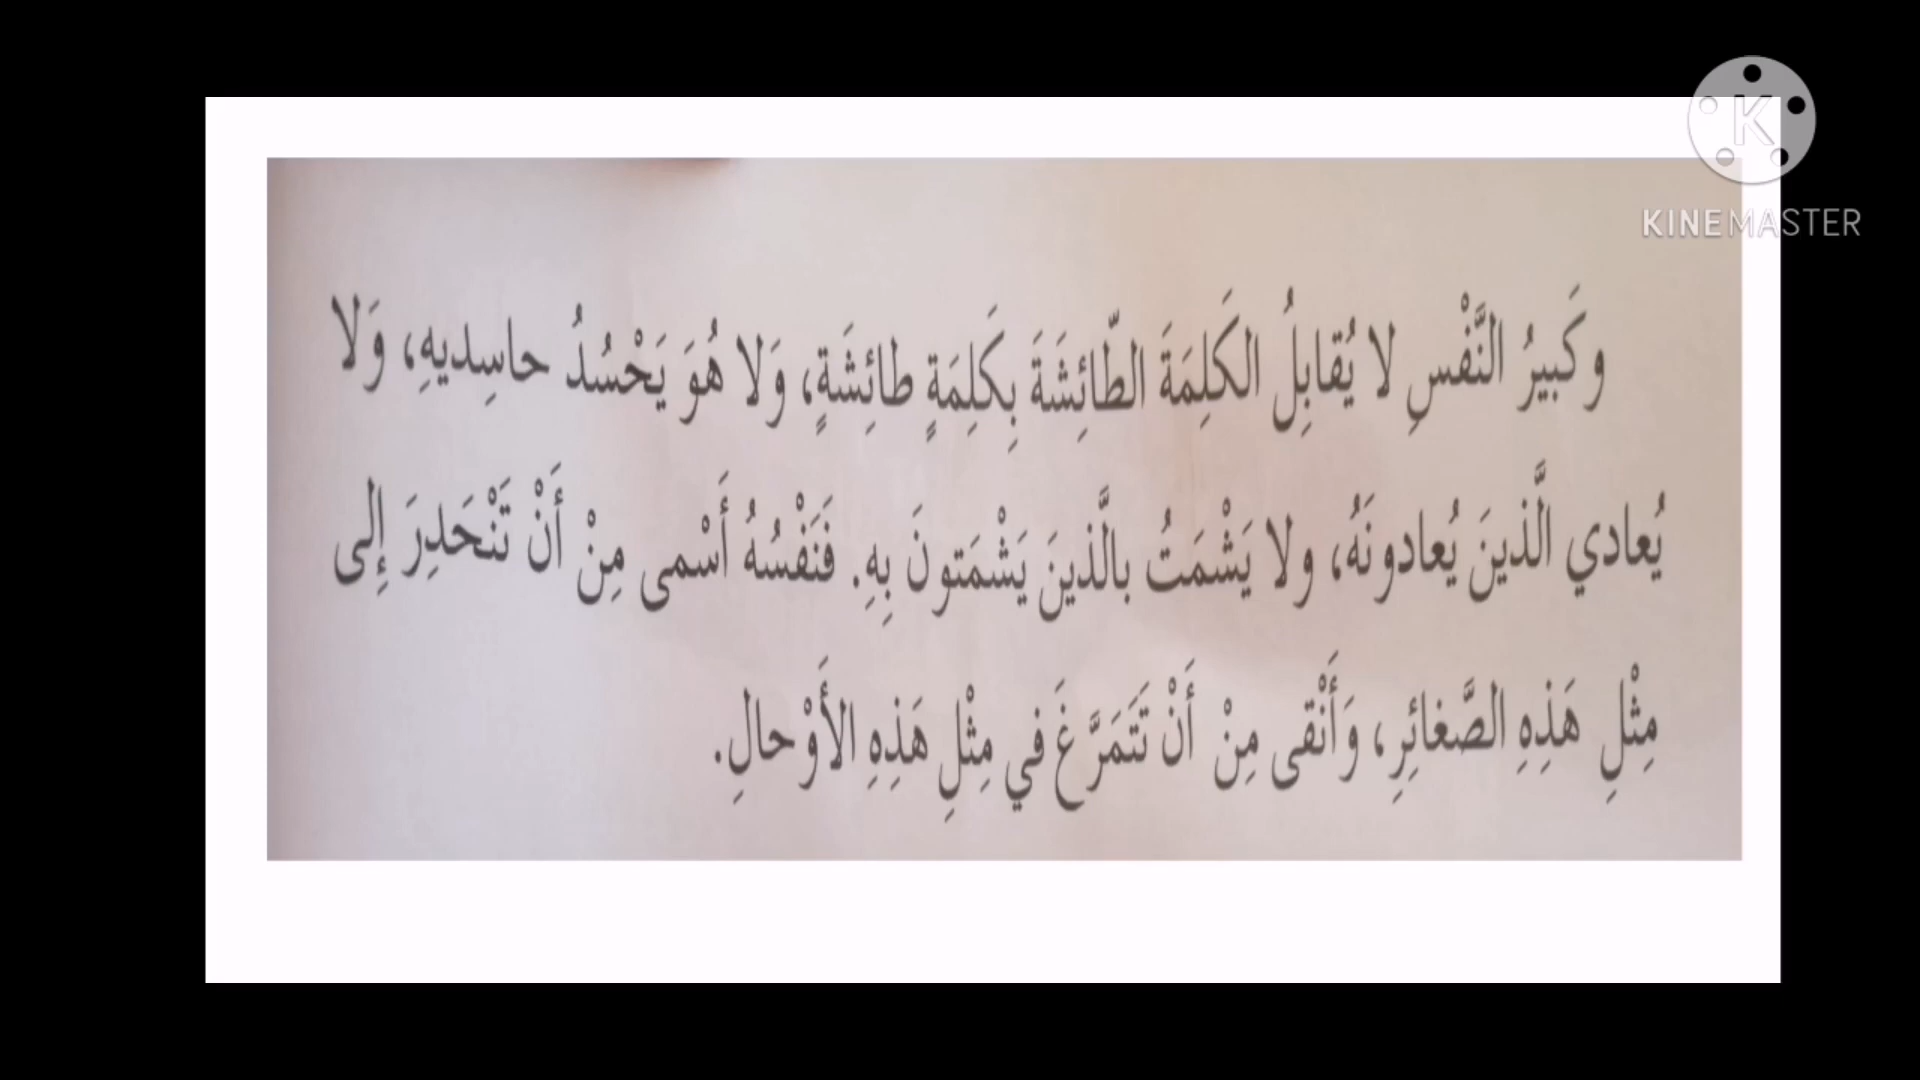 K
KINEMASTER
وكَبيرُ النَّفْسِ لا يُقابِلُ الكَلِمَةَ الطّائِشَةَ بِكَلِمَةٍ طائِشَةٍ، وَلا هُوَ يَحْسُدُ حاسِديهِ، وَلا
يُعادي الَّذينَ يُعادونَهُ، ولا يَشْمَتُ بالَّذينَ يَشْمَتونَ بِهِ. فَنَفْسُهُ أَسْمى مِنْ أَنْ تَنْحَدِرَ إِلى
مِثْلِ هَذِهِ الصَّغائِرِ، وَأَنْقى مِنْ أَنْ تَتَمَرَّغَ في مِثْلِ هَذِهِ الأَوْحالِ.